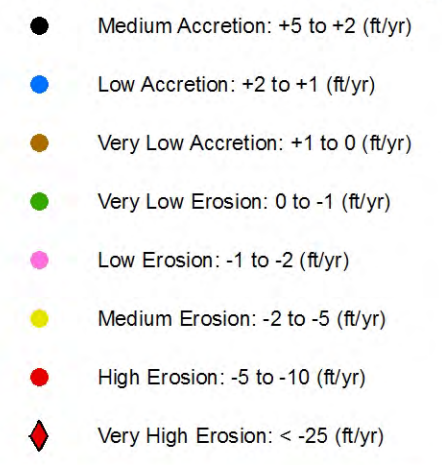 Medium Accretion: +5 to +2 (ft/yr)
Low Accretion: +2 to +1 (ft/yr)
Very Low Accretion: +1 to 0 (ft/yr)
Very Low Erosion: 0 to -1 (ft/yr)
Low Erosion: -1 to -2 (ft/yr)
Medium Erosion: -2 to -5 (ft/yr)
High Erosion: -5 to -10 (ft/yr)
Very High Erosion: < -25 (ft/yr)